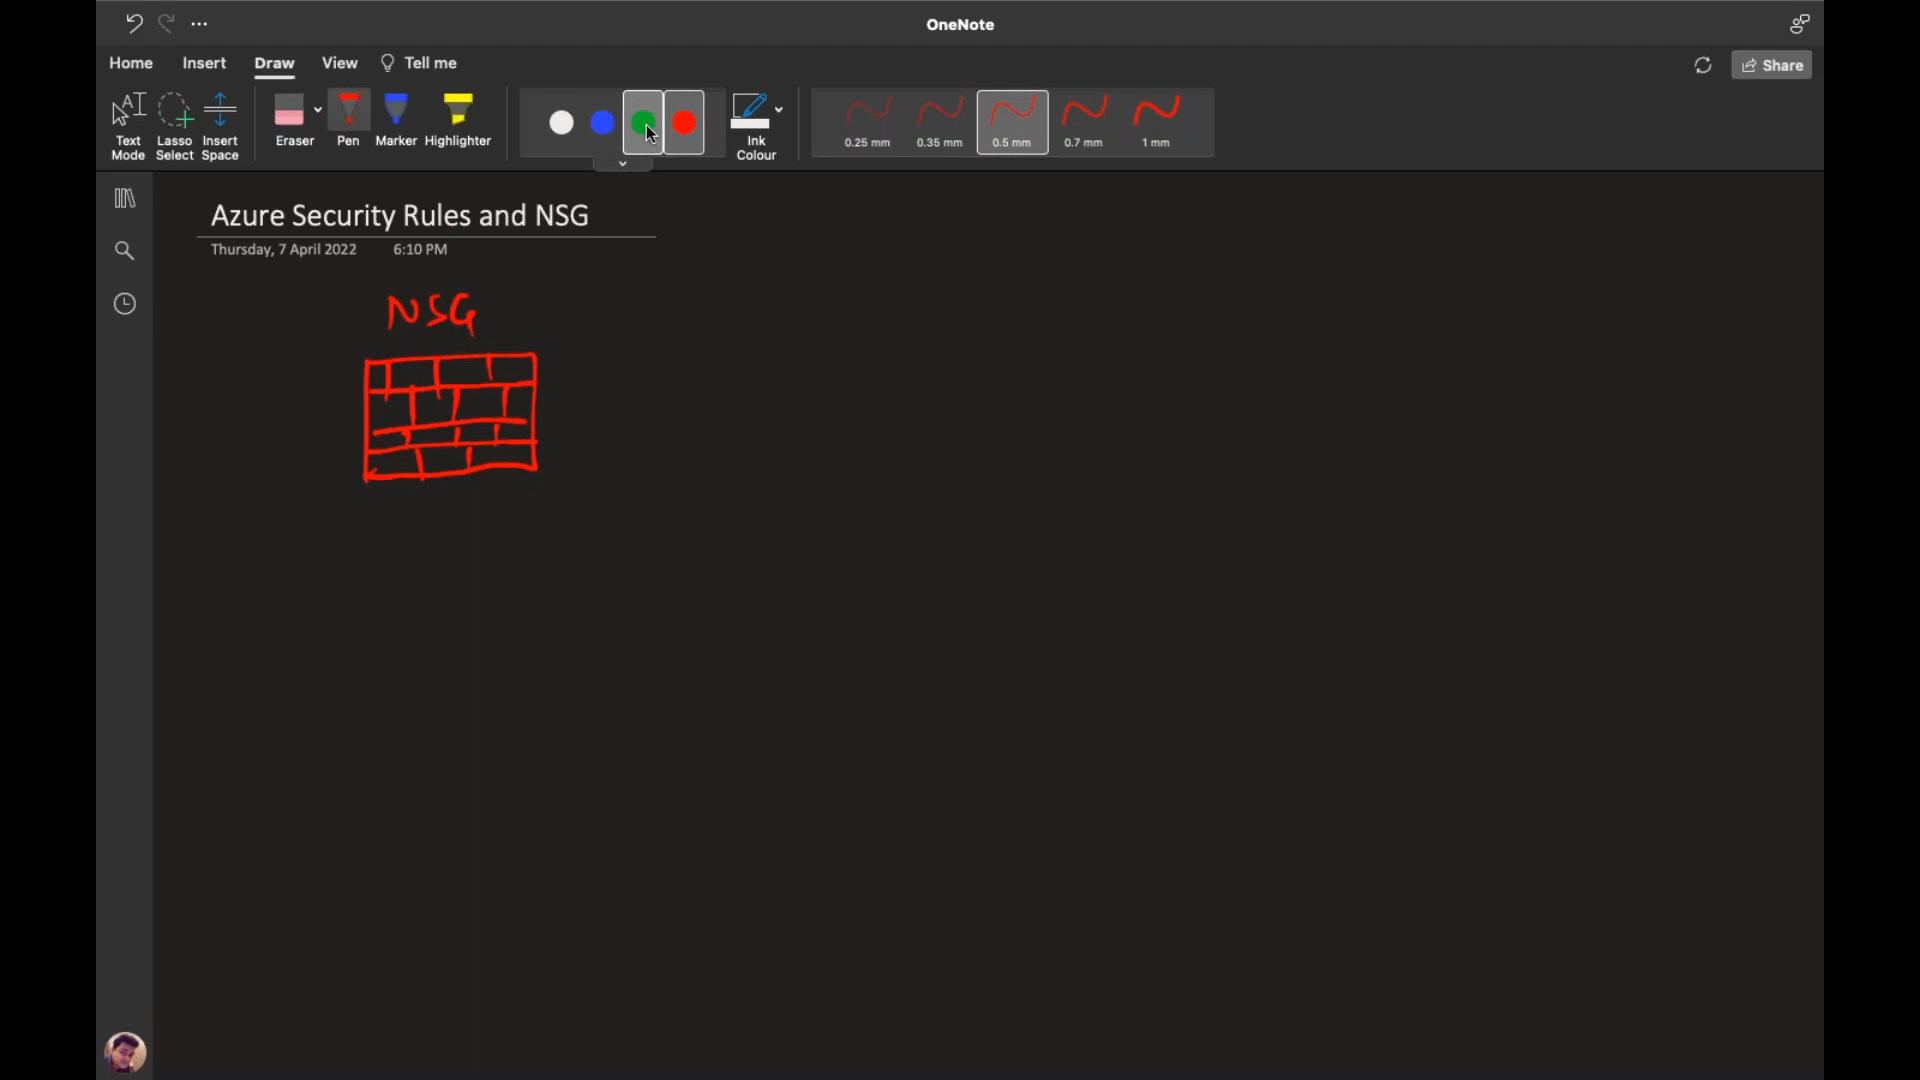 OneNote
Home Insert Draw View Tell me
Share
Text Mode
Lasso Select
Insert Space
Eraser
Pen
Marker
Highlighter
Ink Colour
0.25 mm
0.35 mm
0.5 mm
0.7 mm
1 mm
Azure Security Rules and NSG
Thursday, 7 April 2022 6:10 PM
NSG